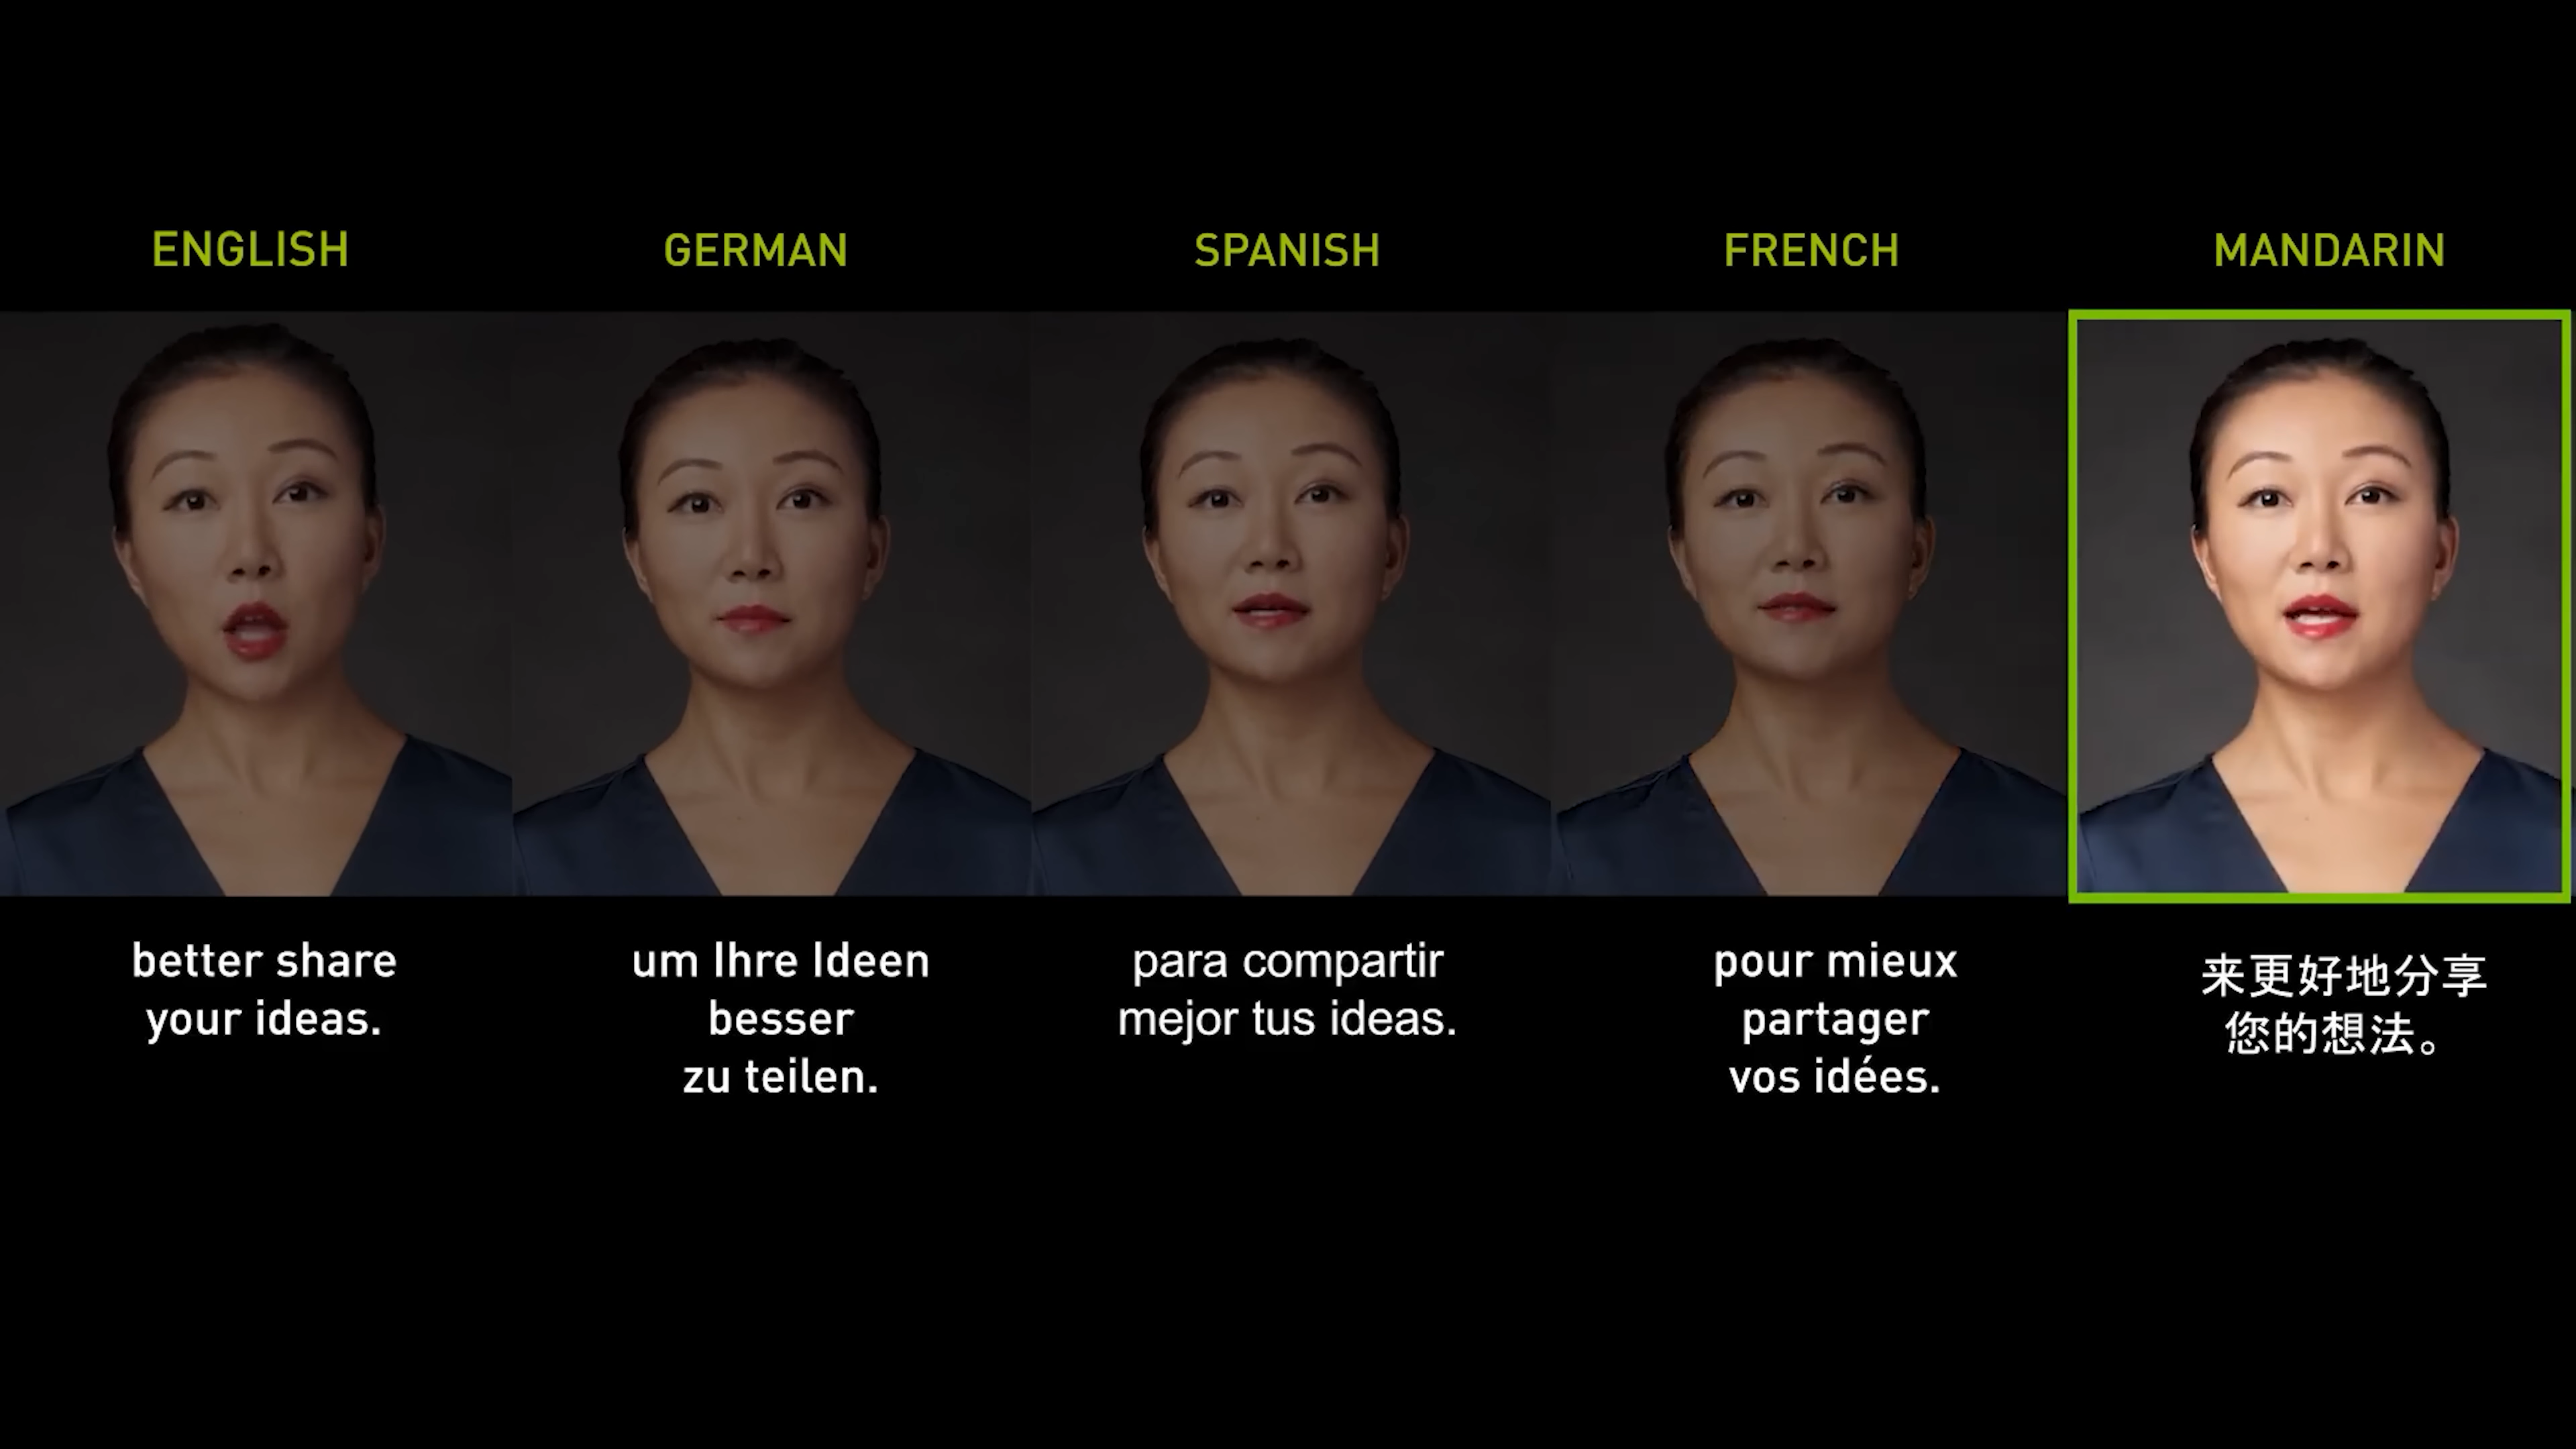 ENGLISH
GERMAN
SPANISH
FRENCH
MANDARIN
better share
your ideas.
um Ihre Ideen
besser
zu teilen.
para compartir
mejor tus ideas.
pour mieux
partager
vos idées.
来更好地分享
您的想法。